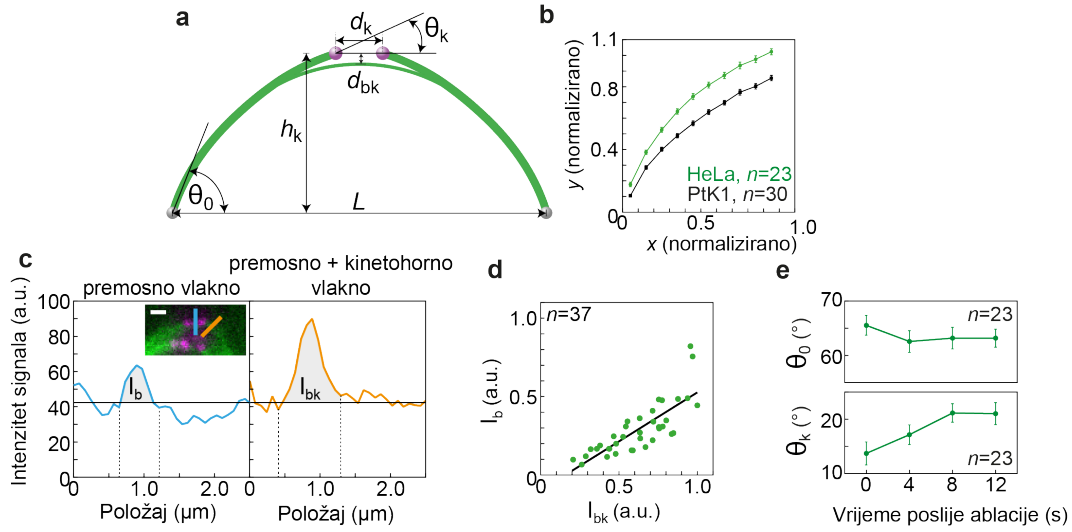 a
d_k
θ_k
d_bk
h_k
θ_0
L
b
y (normalizirano)
1.1
0.8
0.4
0
HeLa, n=23
PtK1, n=30
0
0.5
1.0
x (normalizirano)
c
premosno + kinetohorno
premosno vlakno
vlakno
Intenzitet signala (a.u.)
100
80
60
40
20
0
I_b
I_bk
0
1.0
2.0
0
1.0
2.0
Položaj (µm)
Položaj (µm)
d
n=37
I_b (a.u.)
1.0
0.5
0
0
0.5
1.0
I_bk (a.u.)
e
70
θ_0 (°)
60
n=23
20
θ_k (°)
10
n=23
0
4
8
12
Vrijeme poslije ablacije (s)